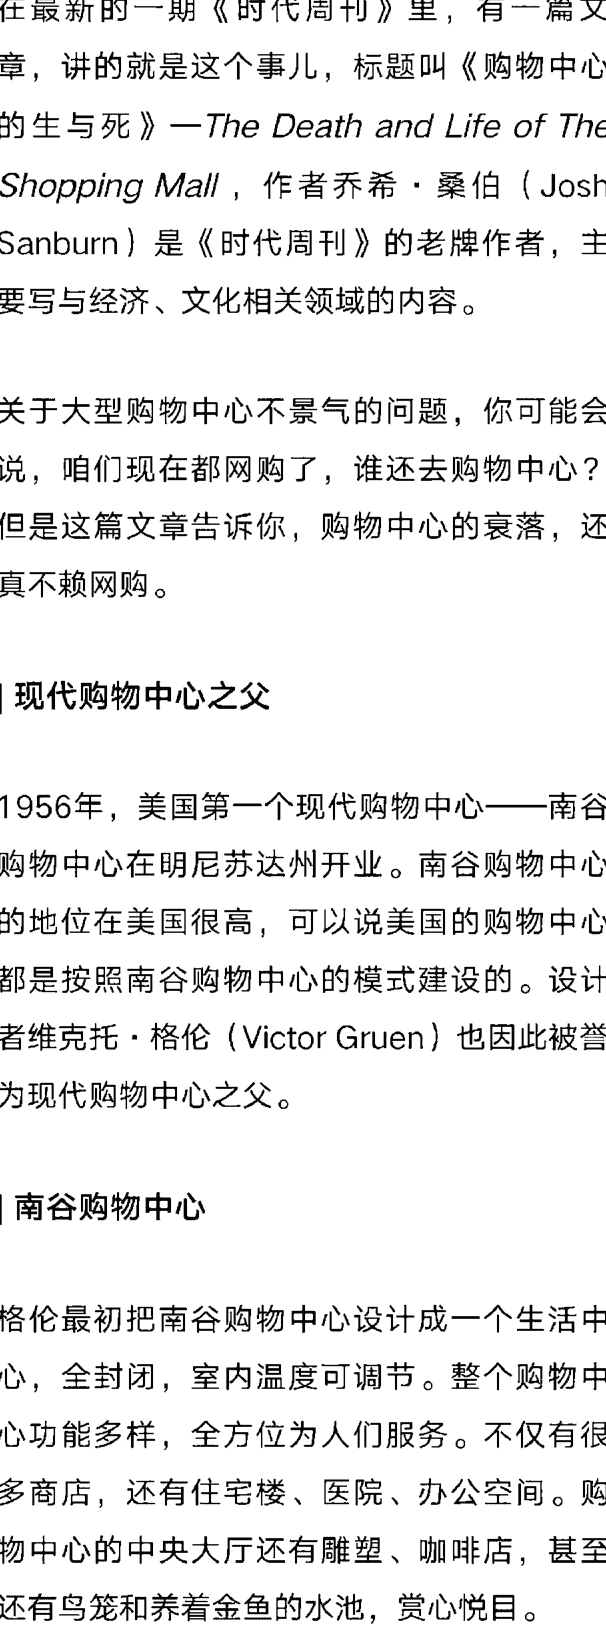 在最新的一期《时代周刊》里，有一篇文
章，讲的就是这个事儿，标题叫《购物中心
的生与死》—The Death and Life of The
Shopping Mall，作者乔希·桑伯（Josh
Sanburn）是《时代周刊》的老牌作者，主
要写与经济、文化相关领域的内容。
关于大型购物中心不景气的问题，你可能会
说，咱们现在都网购了，谁还去购物中心？
但是这篇文章告诉你，购物中心的衰落，还
真不赖网购。
| 现代购物中心之父
1956年，美国第一个现代购物中心——南谷
购物中心在明尼苏达州开业。南谷购物中心
的地位在美国很高，可以说美国的购物中心
都是按照南谷购物中心的模式建设的。设计
者维克托·格伦（Victor Gruen）也因此被誉
为现代购物中心之父。
| 南谷购物中心
格伦最初把南谷购物中心设计成一个生活中
心，全封闭，室内温度可调节。整个购物中
心功能多样，全方位为人们服务。不仅有很
多商店，还有住宅楼、医院、办公空间。购
物中心的中央大厅还有雕塑、咖啡店，甚至
还有鸟笼和养着金鱼的水池，赏心悦目。